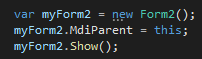 var myForm2 = new Form2();
myForm2.MdiParent = this;
myForm2.Show();